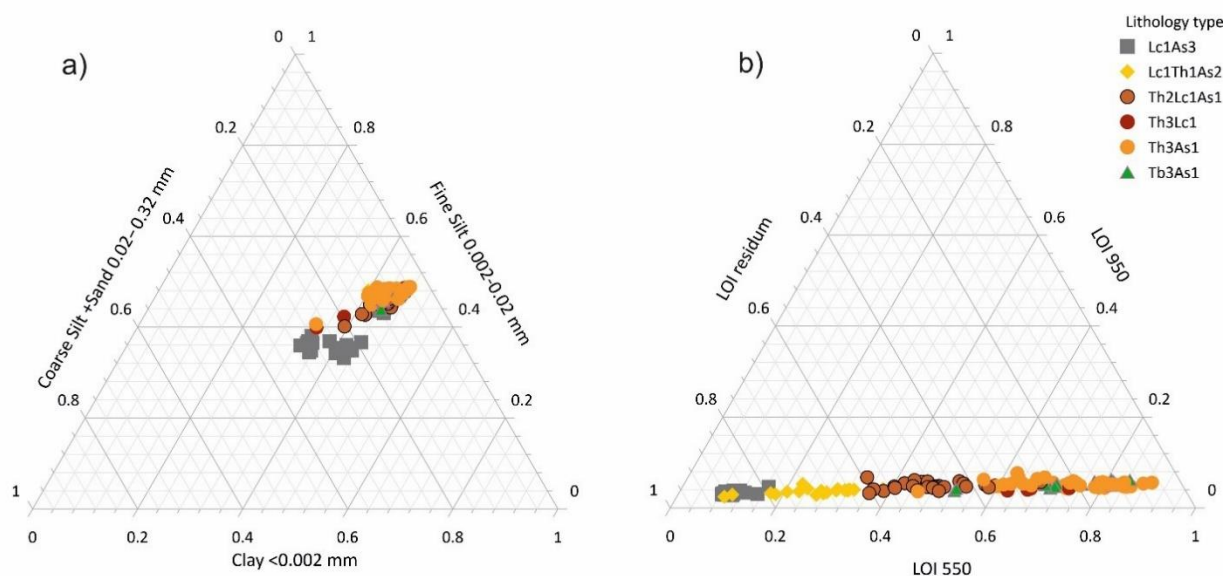 a)
0 1
0.2 0.8
0.4 0.6
0.6 0.4
0.8 0.2
1 0
0 0.2 0.4 0.6 0.8 1
Coarse Silt +Sand 0.02–0.32 mm
Fine Silt 0.002-0.02 mm
Clay <0.002 mm
b)
0 1
0.2 0.8
0.4 0.6
0.6 0.4
0.8 0.2
1 0
0 0.2 0.4 0.6 0.8 1
LOI residum
LOI 950
LOI 550
Lithology type
Lc1As3
Lc1Th1As2
Th2Lc1As1
Th3Lc1
Th3As1
Tb3As1